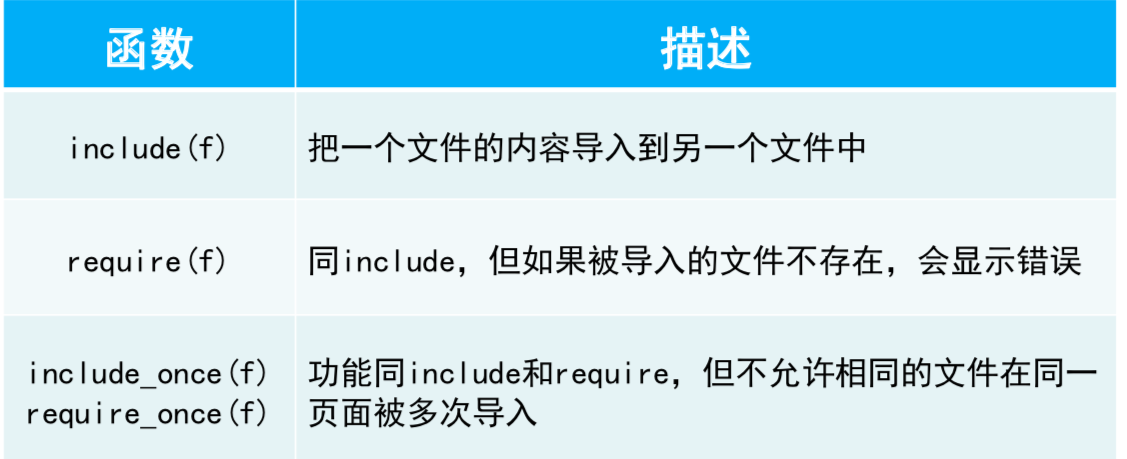 函数
描述
include(f)
把一个文件的内容导入到另一个文件中
require(f)
同include，但如果被导入的文件不存在，会显示错误
include_once(f)
require_once(f)
功能同include和require，但不允许相同的文件在同一
页面被多次导入